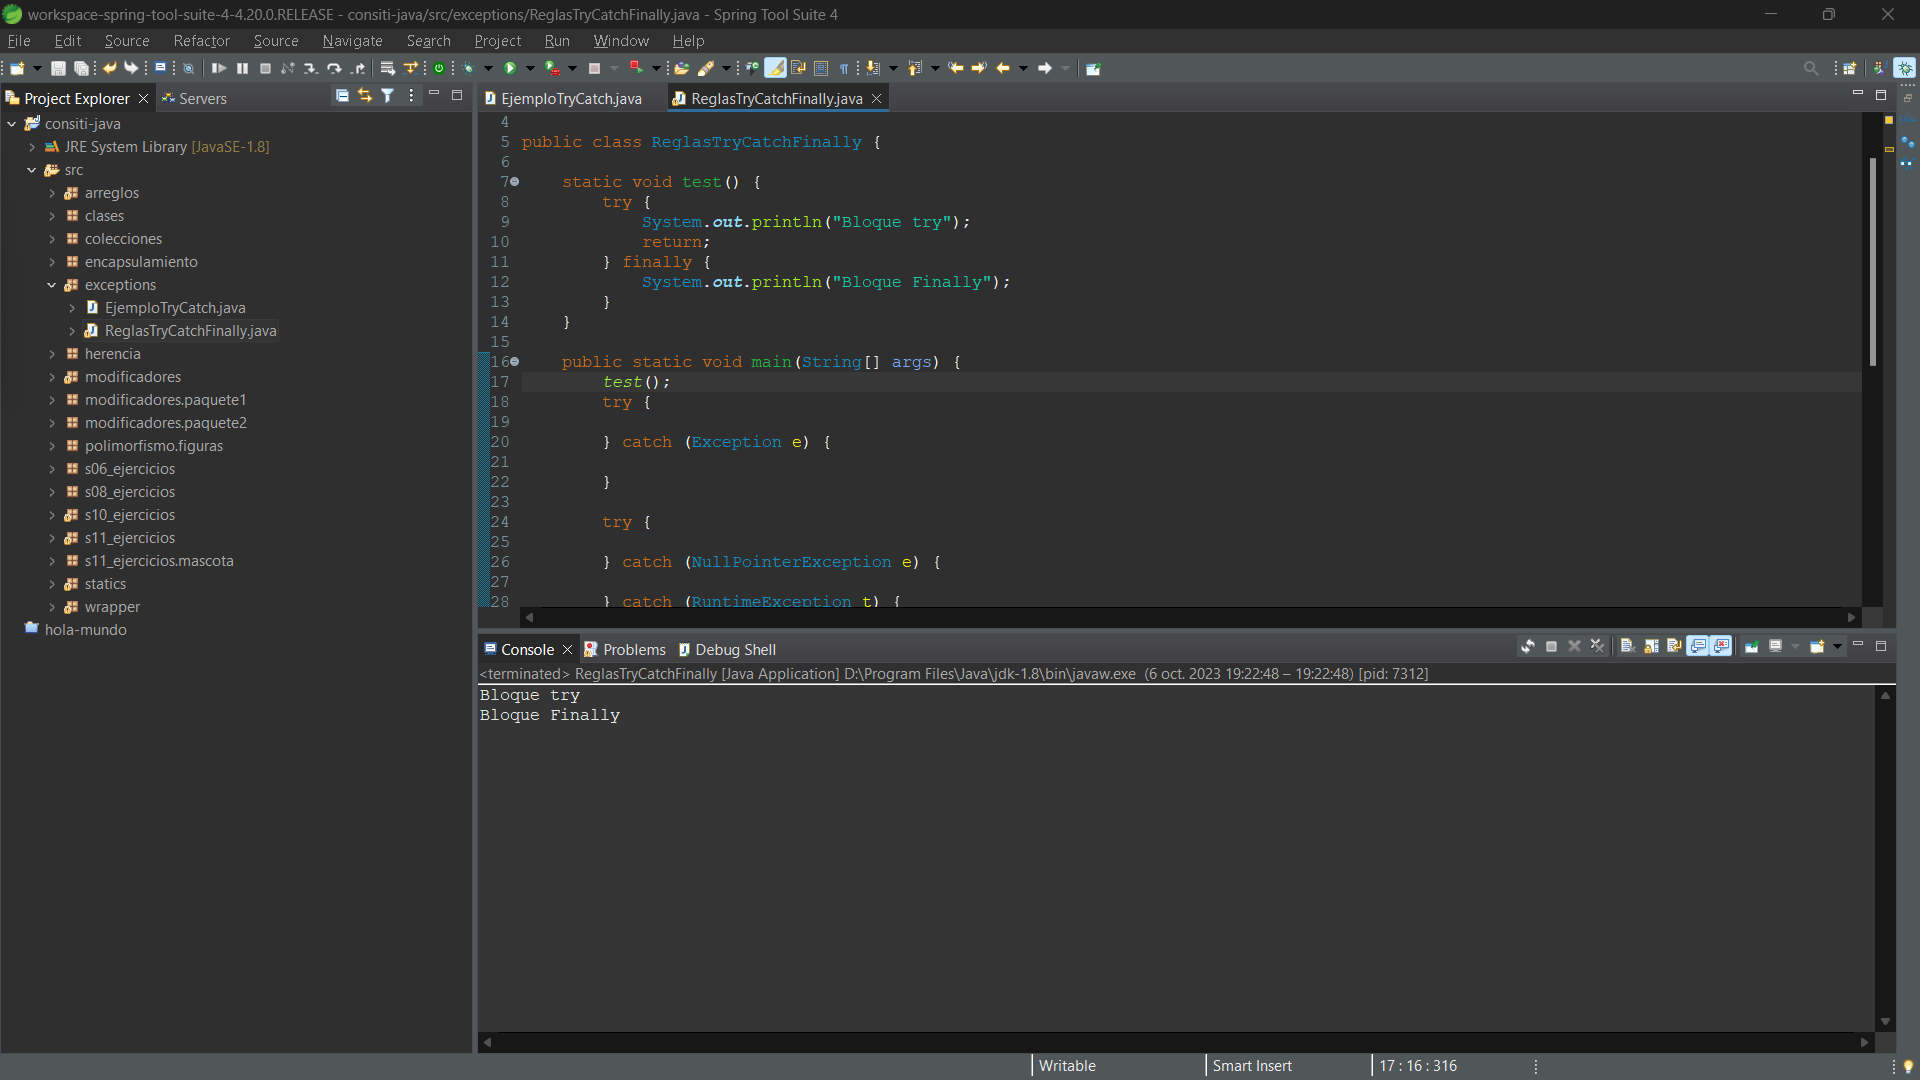 workspace-spring-tool-suite-4-4.20.0.RELEASE - consiti-java/src/exceptions/ReglasTryCatchFinally.java - Spring Tool Suite 4
File Edit Source Refactor Source Navigate Search Project Run Window Help
Project Explorer
Servers
consiti-java
JRE System Library [JavaSE-1.8]
src
arreglos
clases
colecciones
encapsulamiento
exceptions
EjemploTryCatch.java
ReglasTryCatchFinally.java
herencia
modificadores
modificadores.paquete1
modificadores.paquete2
polimorfismo.figuras
s06_ejercicios
s08_ejercicios
s10_ejercicios
s11_ejercicios
s11_ejercicios.mascota
statics
wrapper
hola-mundo
EjemploTryCatch.java
ReglasTryCatchFinally.java
4
5 public class ReglasTryCatchFinally {
6
7 static void test() {
8 try {
9 System.out.println("Bloque try");
10 return;
11 } finally {
12 System.out.println("Bloque Finally");
13 }
14 }
15
16 public static void main(String[] args) {
17 test();
18 try {
19
20 } catch (Exception e) {
21
22 }
23
24 try {
25
26 } catch (NullPointerException e) {
27
28 } catch (RuntimeException t) {
Console
Problems
Debug Shell
<terminated> ReglasTryCatchFinally [Java Application] D:\Program Files\Java\jdk-1.8\bin\javaw.exe (6 oct. 2023 19:22:48 – 19:22:48) [pid: 7312]
Bloque try
Bloque Finally
Writable
Smart Insert
17 : 16 : 316